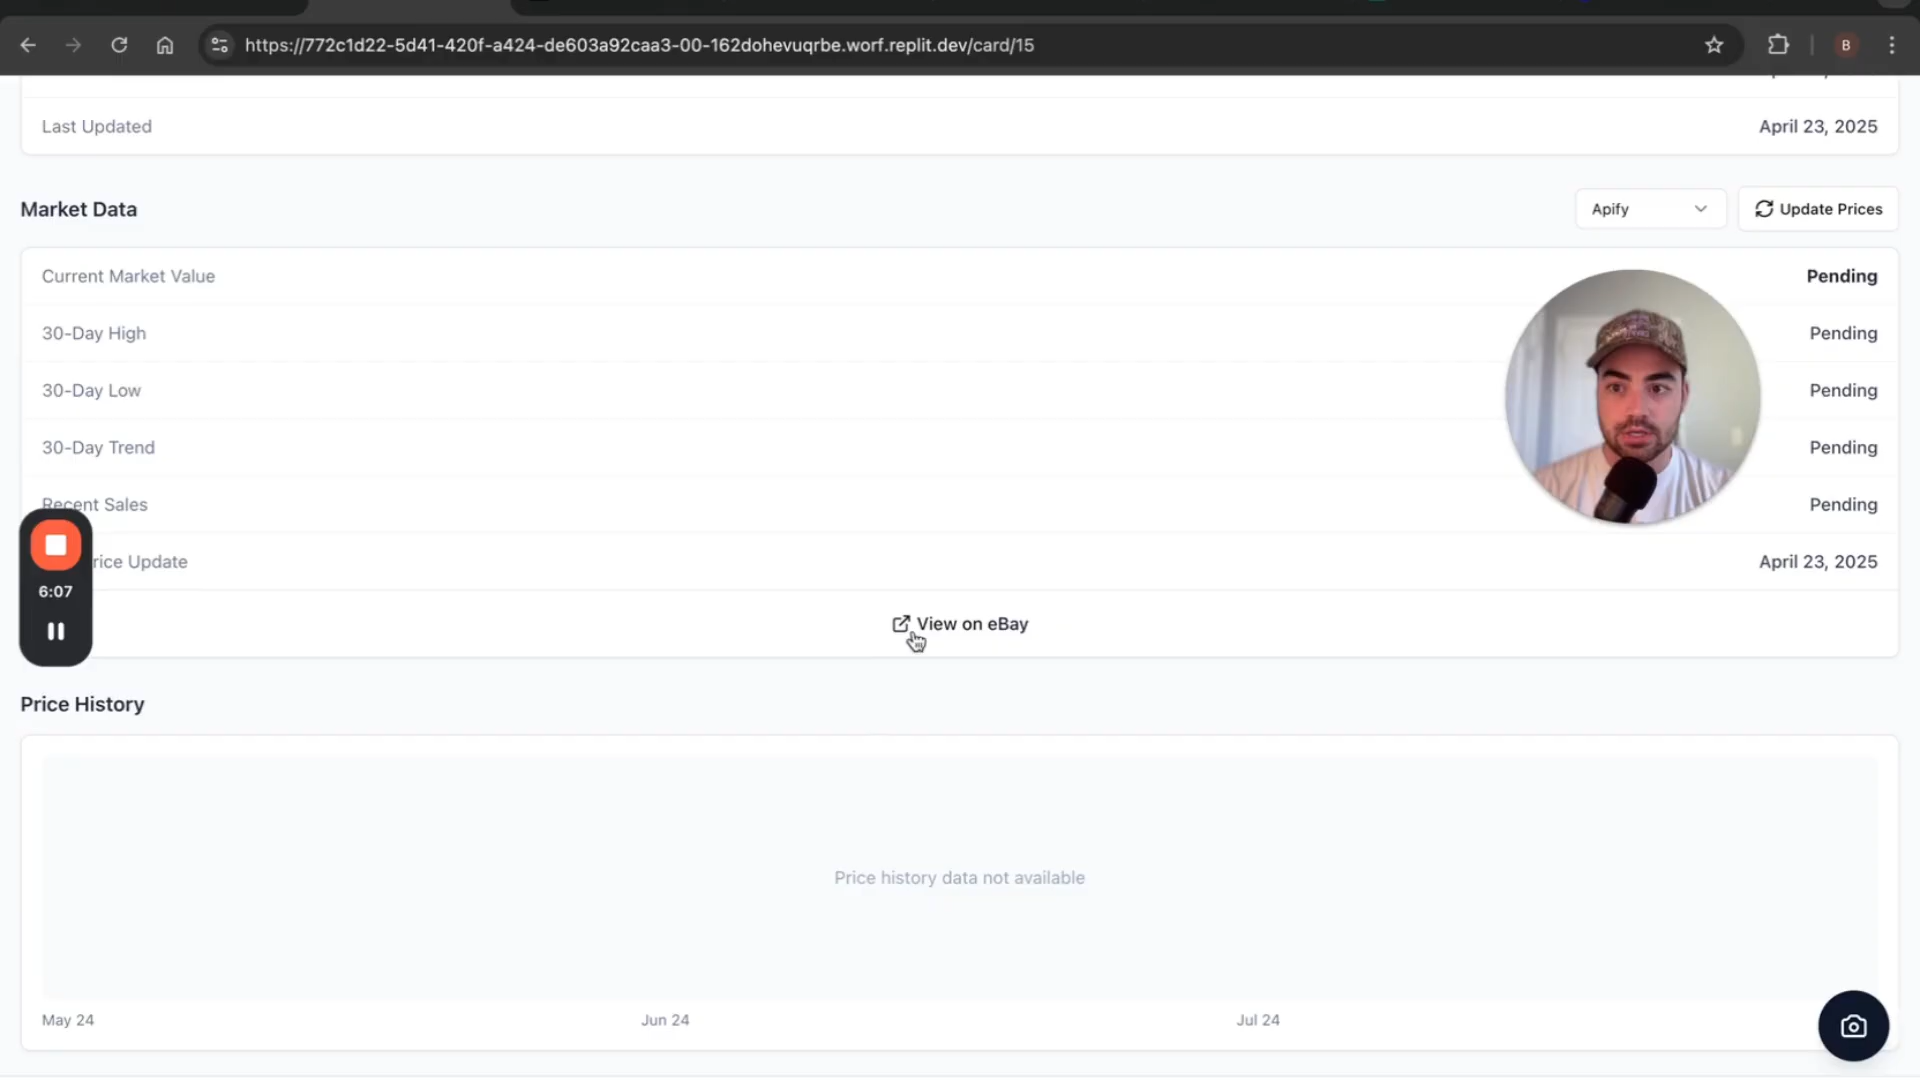 https://772c1d22-5d41-420f-a424-de603a92caa3-00-162dohevuqrbe.worf.replit.dev/card/15
B
Last Updated April 23, 2025
Market Data Apify Update Prices
Current Market Value Pending
30-Day High Pending
30-Day Low Pending
30-Day Trend Pending
Recent Sales Pending
rice Update April 23, 2025
6:07
View on eBay
Price History
Price history data not available
May 24 Jun 24 Jul 24